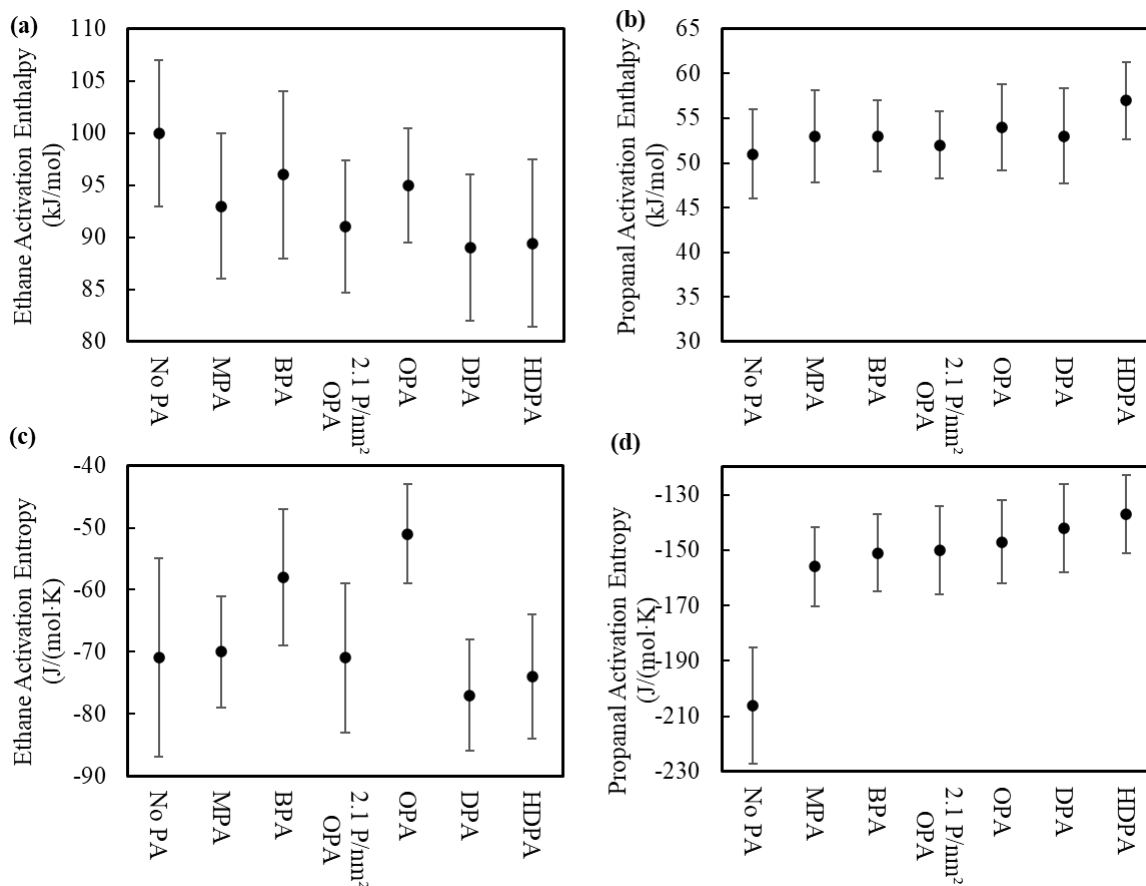 (a)
Ethane Activation Enthalpy
(kJ/mol)
110
105
100
95
90
85
80
No PA
MPA
BPA
2.1 P/nm²
OPA
OPA
DPA
HDPA
(b)
Propanal Activation Enthalpy
(kJ/mol)
65
60
55
50
45
40
35
30
No PA
MPA
BPA
2.1 P/nm²
OPA
OPA
DPA
HDPA
(c)
Ethane Activation Entropy
(J/(mol·K)
-40
-50
-60
-70
-80
-90
No PA
MPA
BPA
2.1 P/nm²
OPA
OPA
DPA
HDPA
(d)
Propanal Activation Entropy
(J/(mol·K)
-130
-150
-170
-190
-210
-230
No PA
MPA
BPA
2.1 P/nm²
OPA
OPA
DPA
HDPA